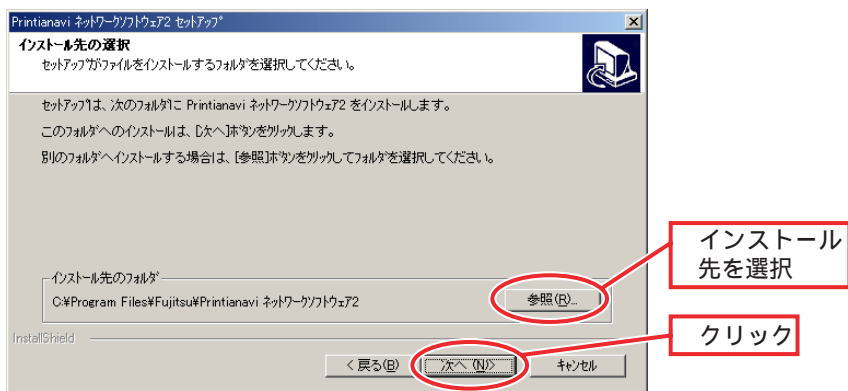 Printianavi ネットワークソフトウェア2 セットアップ
インストール先の選択
セットアップがファイルをインストールするフォルダを選択してください。
セットアップは、次のフォルダに Printianavi ネットワークソフトウェア2 をインストールします。
このフォルダへのインストールは、[次へ]ボタンをクリックします。
別のフォルダへインストールする場合は、[参照]ボタンをクリックしてフォルダを選択してください。
インストール先のフォルダ
C:¥Program Files¥Fujitsu¥Printianavi ネットワークソフトウェア2
参照(R)...
インストール
先を選択
InstallShield
< 戻る(B)
次へ (N)>
キャンセル
クリック